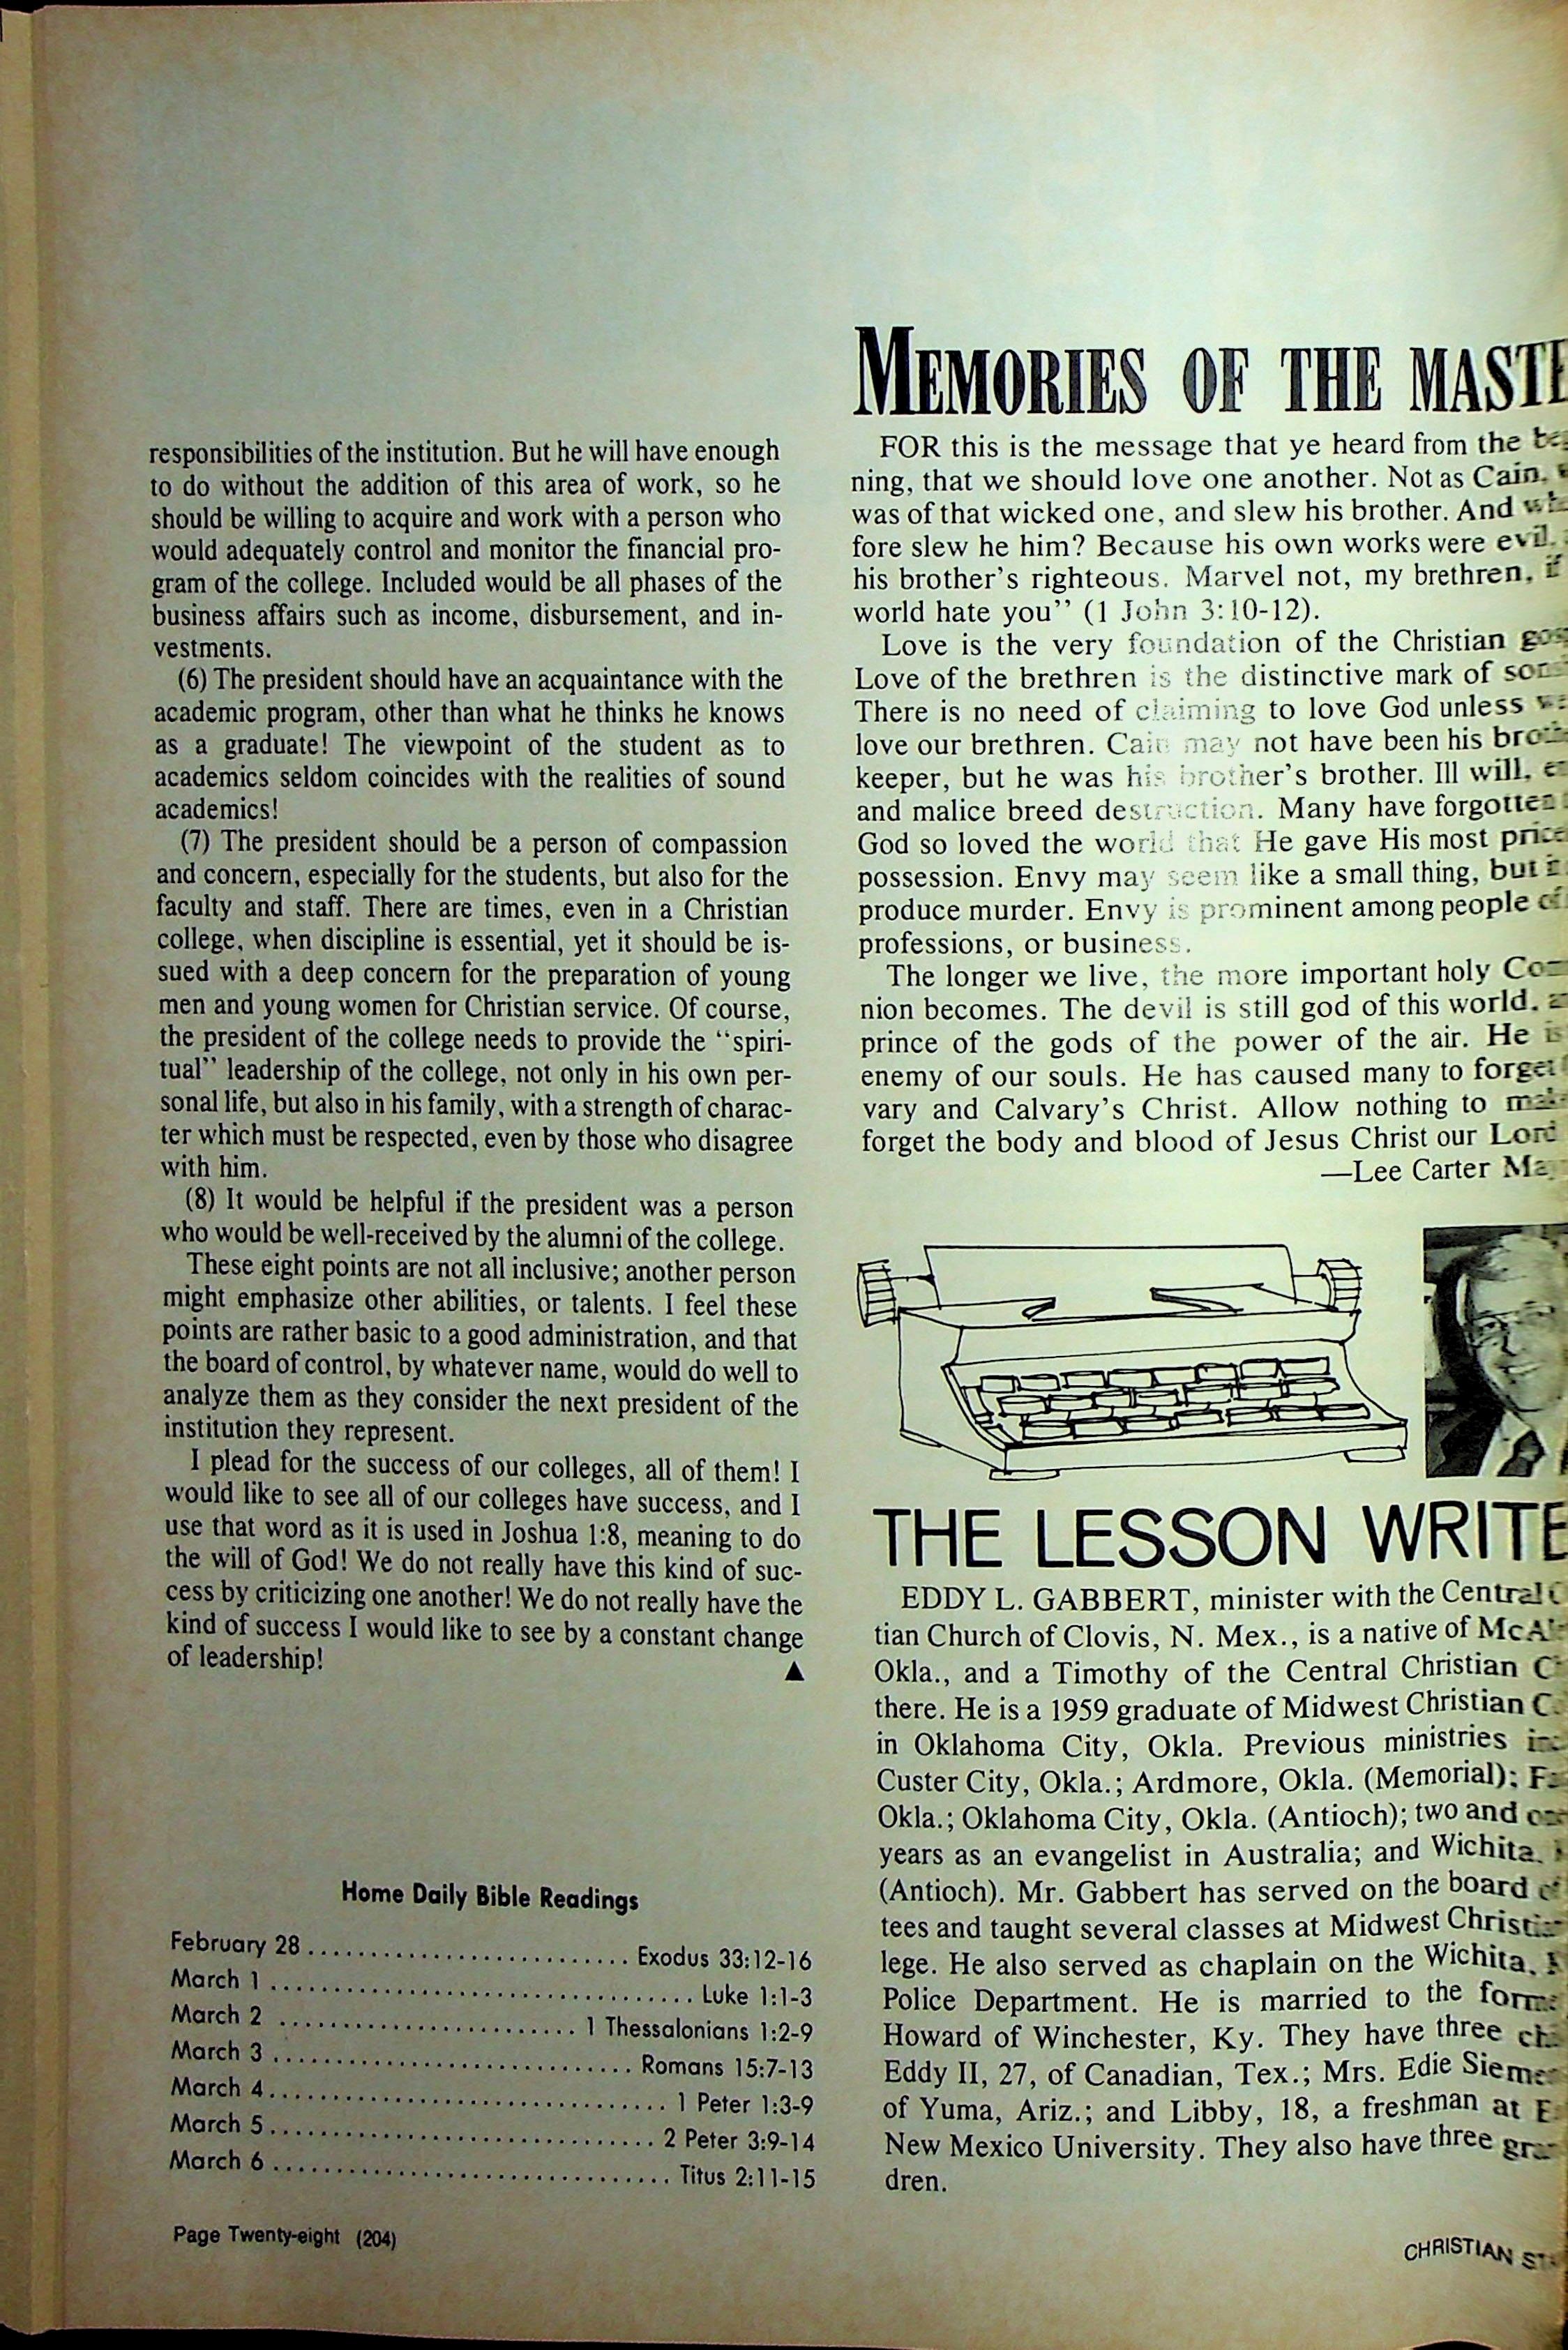 responsibilities of the institution. But he will have enough
to do without the addition of this area of work, so he
should be willing to acquire and work with a person who
would adequately control and monitor the financial pro-
gram of the college. Included would be all phases of the
business affairs such as income, disbursement, and in-
vestments.
(6) The president should have an acquaintance with the
academic program, other than what he thinks he knows
as a graduate! The viewpoint of the student as to
academics seldom coincides with the realities of sound
academics!
(7) The president should be a person of compassion
and concern, especially for the students, but also for the
faculty and staff. There are times, even in a Christian
college, when discipline is essential, yet it should be is-
sued with a deep concern for the preparation of young
men and young women for Christian service. Of course,
the president of the college needs to provide the "spiri-
tual" leadership of the college, not only in his own per-
sonal life, but also in his family, with a strength of charac-
ter which must be respected, even by those who disagree
with him.
(8) It would be helpful if the president was a person
who would be well-received by the alumni of the college.
These eight points are not all inclusive; another person
might emphasize other abilities, or talents. I feel these
points are rather basic to a good administration, and that
the board of control, by whatever name, would do well to
analyze them as they consider the next president of the
institution they represent.
I plead for the success of our colleges, all of them! I
would like to see all of our colleges have success, and I
use that word as it is used in Joshua 1:8, meaning to do
the will of God! We do not really have this kind of suc-
cess by criticizing one another! We do not really have the
kind of success I would like to see by a constant change
of leadership! ▲
Home Daily Bible Readings
February 28 ........................ Exodus 33:12-16
March 1 ........................ Luke 1:1-3
March 2 ........................ 1 Thessalonians 1:2-9
March 3 ........................ Romans 15:7-13
March 4 ........................ 1 Peter 1:3-9
March 5 ........................ 2 Peter 3:9-14
March 6 ........................ Titus 2:11-15
Page Twenty-eight (204)
MEMORIES OF THE MASTE
FOR this is the message that ye heard from the
ning, that we should love one another. Not as Cain,
was of that wicked one, and slew his brother. And
fore slew he him? Because his own works were evil,
his brother's righteous. Marvel not, my brethren, if
world hate you" (1 John 3:10-12).
Love is the very foundation of the Christian
Love of the brethren is the distinctive mark of
There is no need of claiming to love God unless
love our brethren. Cain may not have been his
keeper, but he was his brother's brother. Ill will,
and malice breed destruction. Many have forgotten
God so loved the world that He gave His most
possession. Envy may seem like a small thing, but
produce murder. Envy is prominent among people of
professions, or business.
The longer we live, the more important holy
nion becomes. The devil is still god of this world,
prince of the gods of the power of the air. He is
enemy of our souls. He has caused many to forget
vary and Calvary's Christ. Allow nothing to
forget the body and blood of Jesus Christ our Lord
—Lee Carter
THE LESSON WRITE
EDDY L. GABBERT, minister with the Central
tian Church of Clovis, N. Mex., is a native of
Okla., and a Timothy of the Central Christian
there. He is a 1959 graduate of Midwest Christian
in Oklahoma City, Okla. Previous ministries
Custer City, Okla.; Ardmore, Okla. (Memorial);
Okla.; Oklahoma City, Okla. (Antioch); two and
years as an evangelist in Australia; and Wichita,
(Antioch). Mr. Gabbert has served on the board of
tees and taught several classes at Midwest
lege. He also served as chaplain on the Wichita,
Police Department. He is married to the
Howard of Winchester, Ky. They have three
Eddy II, 27, of Canadian, Tex.; Mrs. Edie
of Yuma, Ariz.; and Libby, 18, a freshman at
New Mexico University. They also have three
dren.
CHRISTIAN